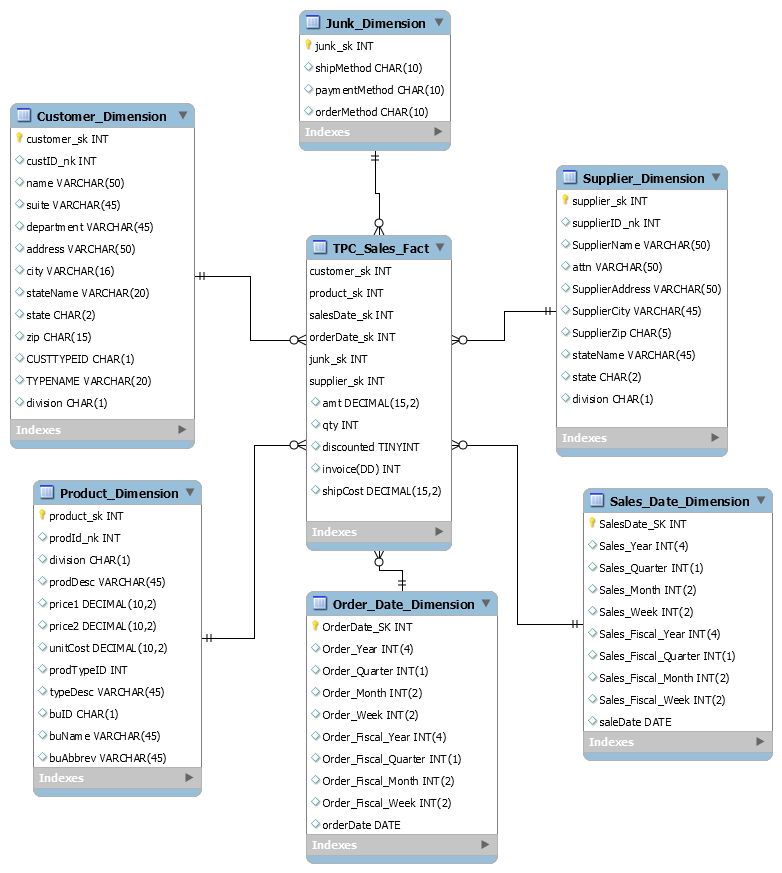 Junk_Dimension
junk_sk INT
shipMethod CHAR(10)
paymentMethod CHAR(10)
orderMethod CHAR(10)
Indexes
Customer_Dimension
customer_sk INT
custID_nk INT
name VARCHAR(50)
suite VARCHAR(45)
department VARCHAR(45)
address VARCHAR(50)
city VARCHAR(16)
stateName VARCHAR(20)
state CHAR(2)
zip CHAR(15)
CUSTTYPEID CHAR(1)
TYPENAME VARCHAR(20)
division CHAR(1)
Indexes
Supplier_Dimension
supplier_sk INT
supplierID_nk INT
SupplierName VARCHAR(50)
attn VARCHAR(50)
SupplierAddress VARCHAR(50)
SupplierCity VARCHAR(45)
SupplierZip CHAR(5)
stateName VARCHAR(45)
state CHAR(2)
division CHAR(1)
Indexes
TPC_Sales_Fact
customer_sk INT
product_sk INT
salesDate_sk INT
orderDate_sk INT
junk_sk INT
supplier_sk INT
amt DECIMAL(15,2)
qty INT
discounted TINYINT
invoice(DD) INT
shipCost DECIMAL(15,2)
Indexes
Product_Dimension
product_sk INT
prodId_nk INT
division CHAR(1)
prodDesc VARCHAR(45)
price1 DECIMAL(10,2)
price2 DECIMAL(10,2)
unitCost DECIMAL(10,2)
prodTypeID INT
typeDesc VARCHAR(45)
buID CHAR(1)
buName VARCHAR(45)
buAbbrev VARCHAR(45)
Indexes
Sales_Date_Dimension
SalesDate_SK INT
Sales_Year INT(4)
Sales_Quarter INT(1)
Sales_Month INT(2)
Sales_Week INT(2)
Sales_Fiscal_Year INT(4)
Sales_Fiscal_Quarter INT(1)
Sales_Fiscal_Month INT(2)
Sales_Fiscal_Week INT(2)
saleDate DATE
Indexes
Order_Date_Dimension
OrderDate_SK INT
Order_Year INT(4)
Order_Quarter INT(1)
Order_Month INT(2)
Order_Week INT(2)
Order_Fiscal_Year INT(4)
Order_Fiscal_Quarter INT(1)
Order_Fiscal_Month INT(2)
Order_Fiscal_Week INT(2)
orderDate DATE
Indexes